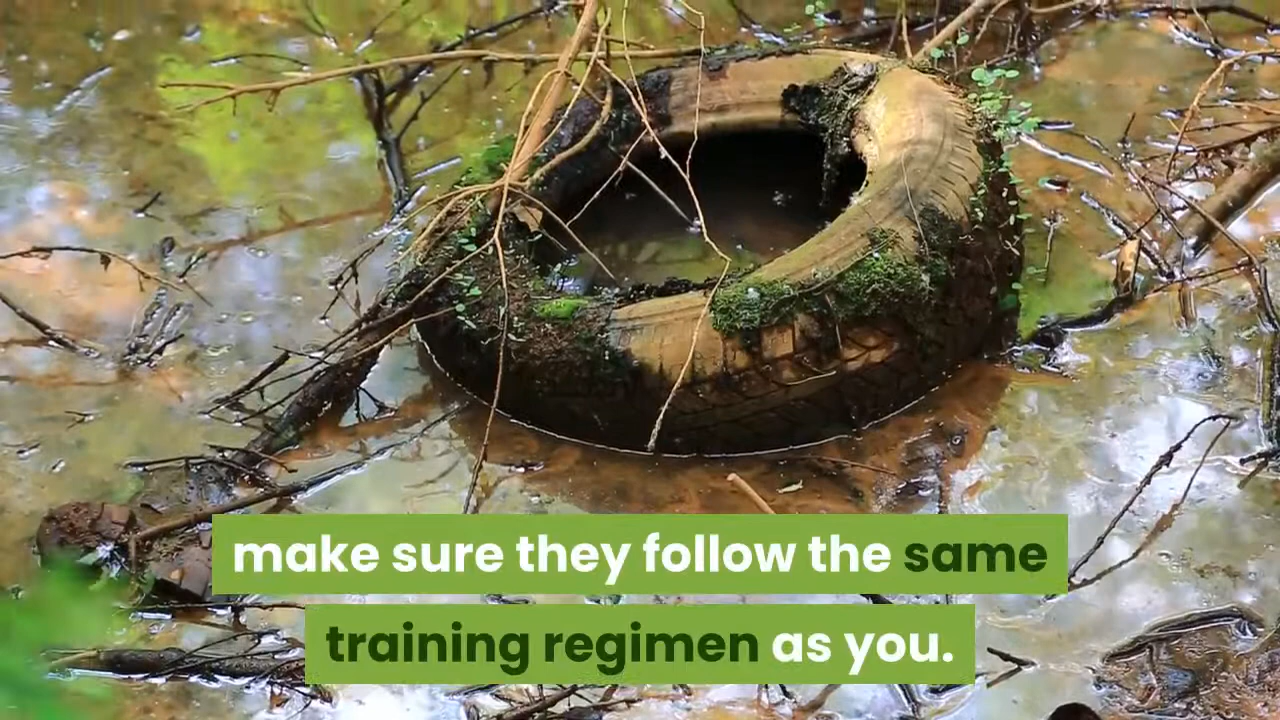 make sure they follow the same
training regimen as you.